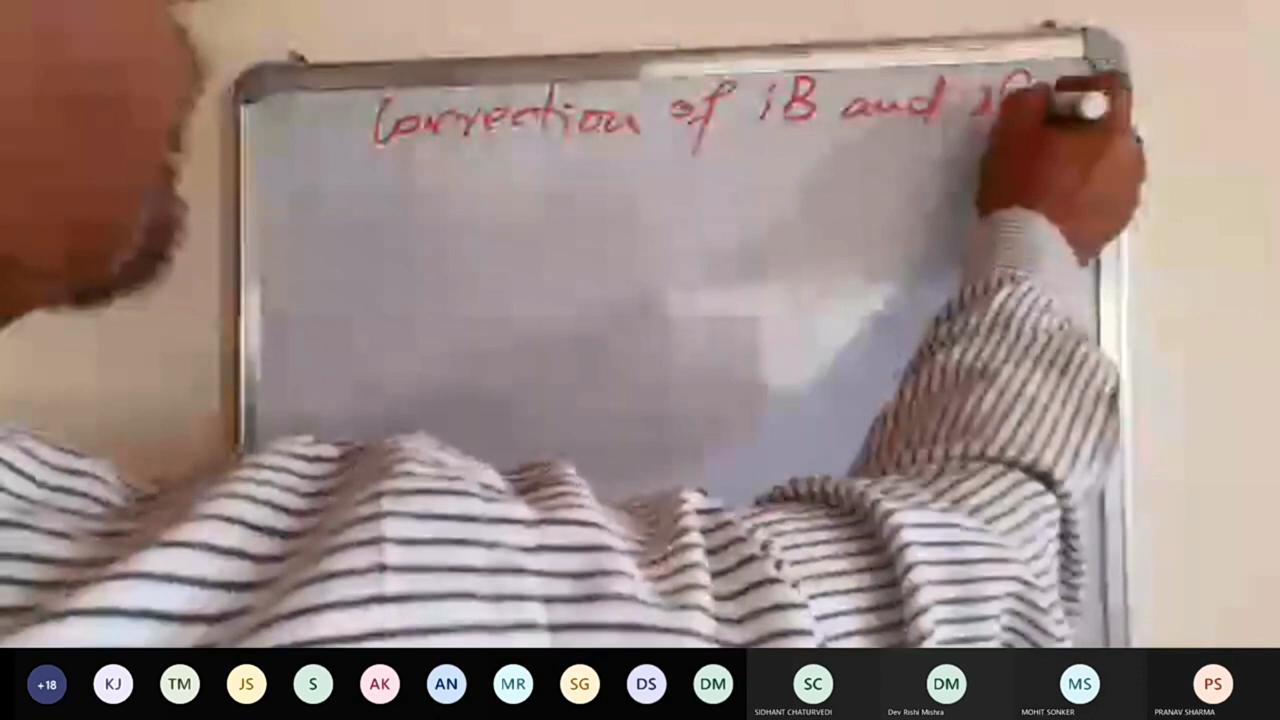 Correction of iB and
+18 KJ TM JS S AK AN MR SG DS DM SC DM MS PS
SIDHANT CHATURVEDI Dev Rishi Mishra MOHIT SONKER PRANAV SHARMA